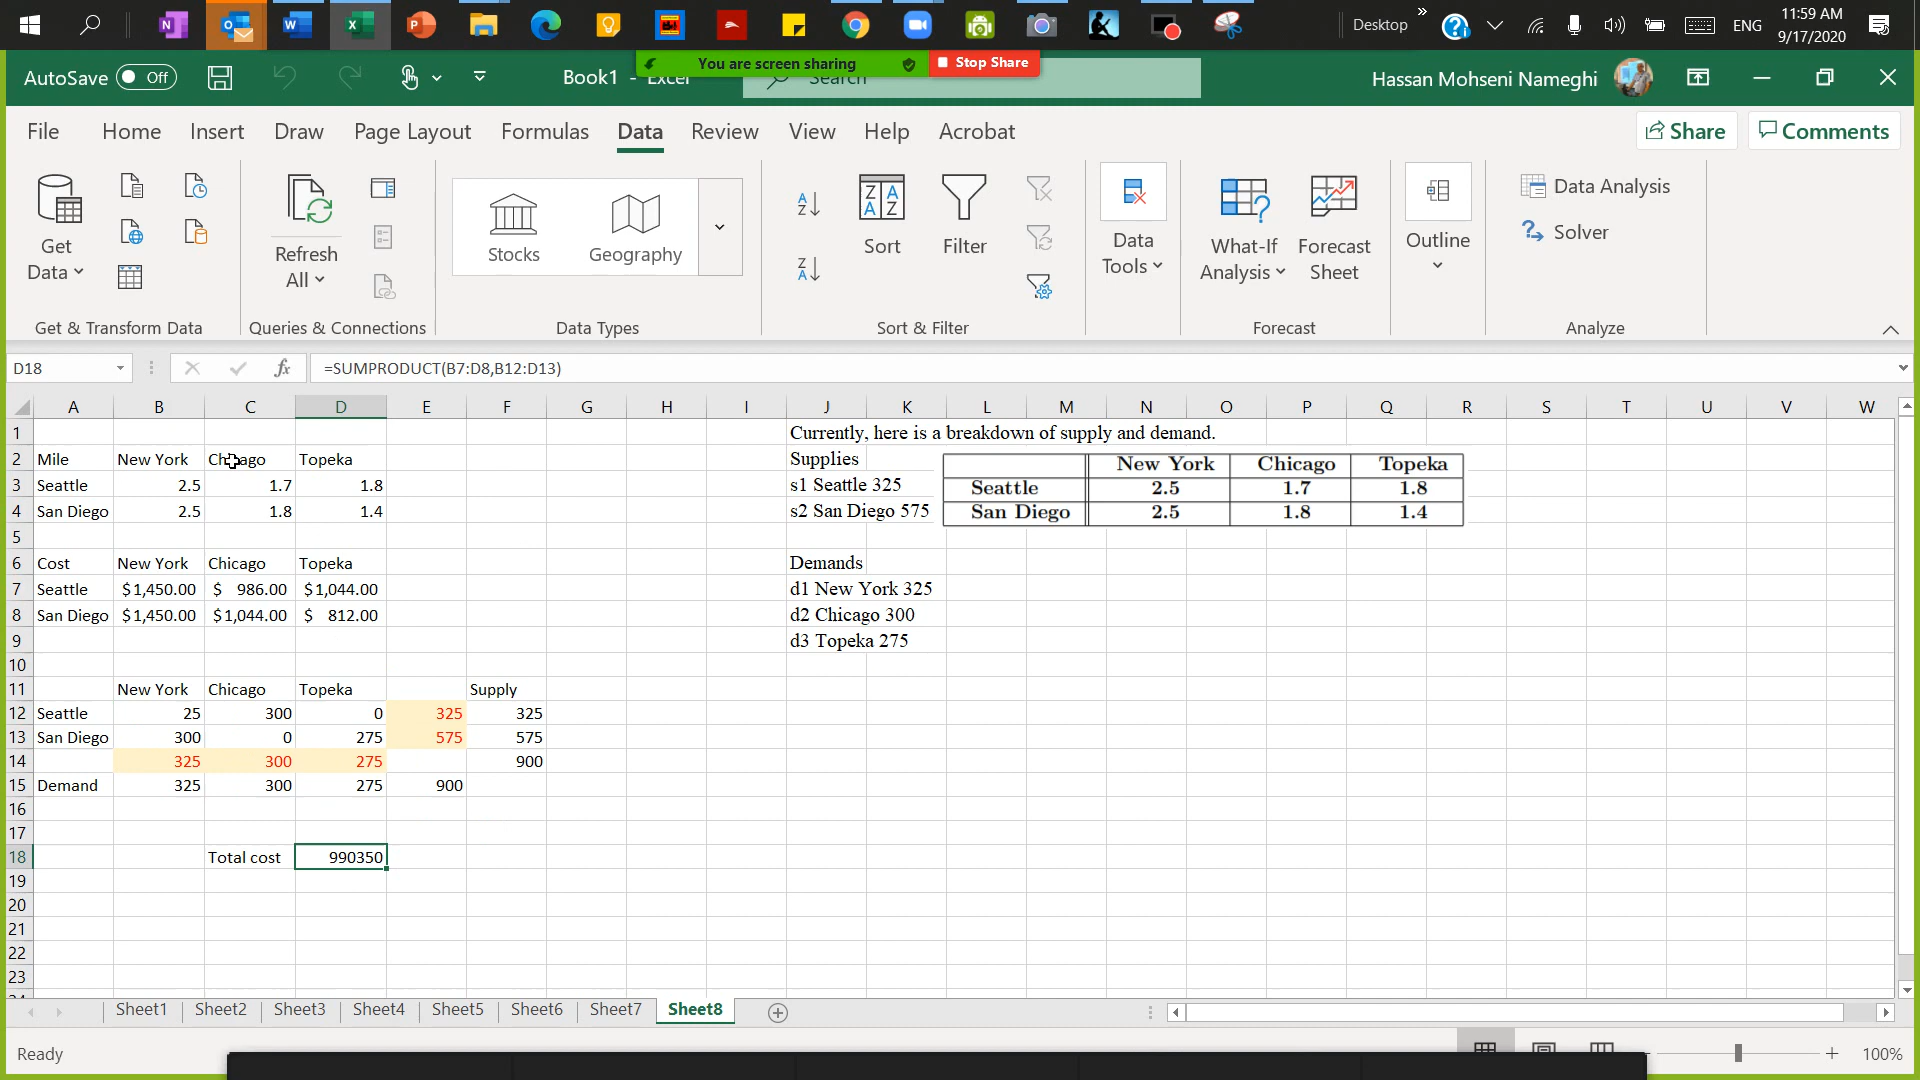 Desktop
»
ENG
11:59 AM
9/17/2020
You are screen sharing
Stop Share
AutoSave Off
Book1 - Excel
Search
Hassan Mohseni Nameghi
File Home Insert Draw Page Layout Formulas Data Review View Help Acrobat
Share
Comments
Get
Data
Refresh
All
Stocks
Geography
Sort
Filter
Data
Tools
What-If
Analysis
Forecast
Sheet
Outline
Data Analysis
Solver
Get & Transform Data
Queries & Connections
Data Types
Sort & Filter
Forecast
Analyze
D18
fx
=SUMPRODUCT(B7:D8,B12:D13)
A B C D E F G H I J K L M N O P Q R S T U V W
1 Currently, here is a breakdown of supply and demand.
2 Mile New York Chicago Topeka Supplies
3 Seattle 2.5 1.7 1.8 s1 Seattle 325
4 San Diego 2.5 1.8 1.4 s2 San Diego 575
New York Chicago Topeka
Seattle 2.5 1.7 1.8
San Diego 2.5 1.8 1.4
5
6 Cost New York Chicago Topeka Demands
7 Seattle $1,450.00 $ 986.00 $1,044.00 d1 New York 325
8 San Diego $1,450.00 $1,044.00 $ 812.00 d2 Chicago 300
9 d3 Topeka 275
10
11 New York Chicago Topeka Supply
12 Seattle 25 300 0 325 325
13 San Diego 300 0 275 575 575
14 325 300 275 900
15 Demand 325 300 275 900
16
17
18 Total cost 990350
19
20
21
22
23
Sheet1 Sheet2 Sheet3 Sheet4 Sheet5 Sheet6 Sheet7 Sheet8
Ready
100%